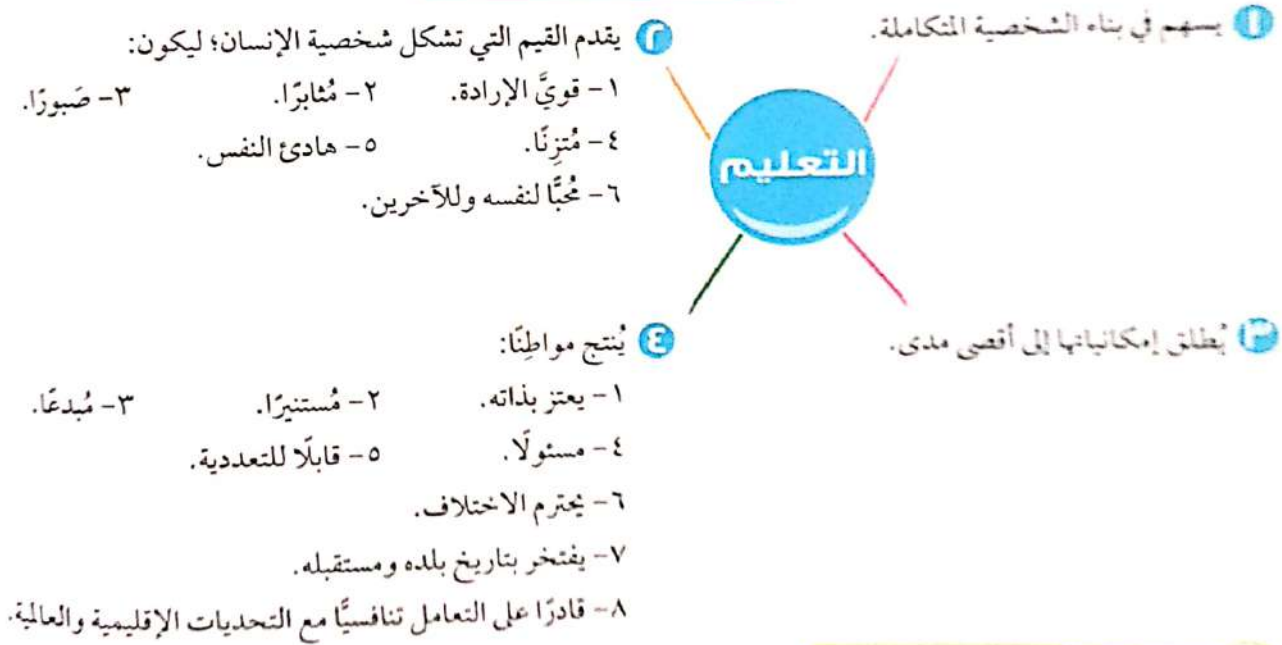 ١ يسهم في بناء الشخصية المتكاملة.
٢ يقدم القيم التي تشكل شخصية الإنسان؛ ليكون:
١- قويَّ الإرادة. ٢- مُثابرًا. ٣- صَبورًا.
٤- مُتزِنًا. ٥- هادئ النفس.
٦- مُحبًّا لنفسه وللآخرين.
التعليم
٣ يُطلق إمكانياتها إلى أقصى مدى.
٤ يُنتج مواطِنًا:
١- يعتز بذاته. ٢- مُستنيرًا. ٣- مُبدعًا.
٤- مسئولًا. ٥- قابلًا للتعددية.
٦- يحترم الاختلاف.
٧- يفتخر بتاريخ بلده ومستقبله.
٨- قادرًا على التعامل تنافسيًّا مع التحديات الإقليمية والعالمية.